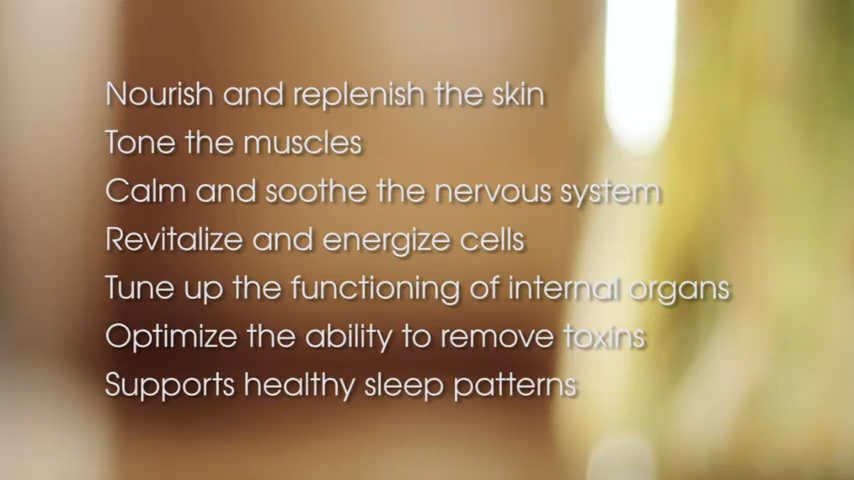 Nourish and replenish the skin
Tone the muscles
Calm and soothe the nervous system
Revitalize and energize cells
Tune up the functioning of internal organs
Optimize the ability to remove toxins
Supports healthy sleep patterns